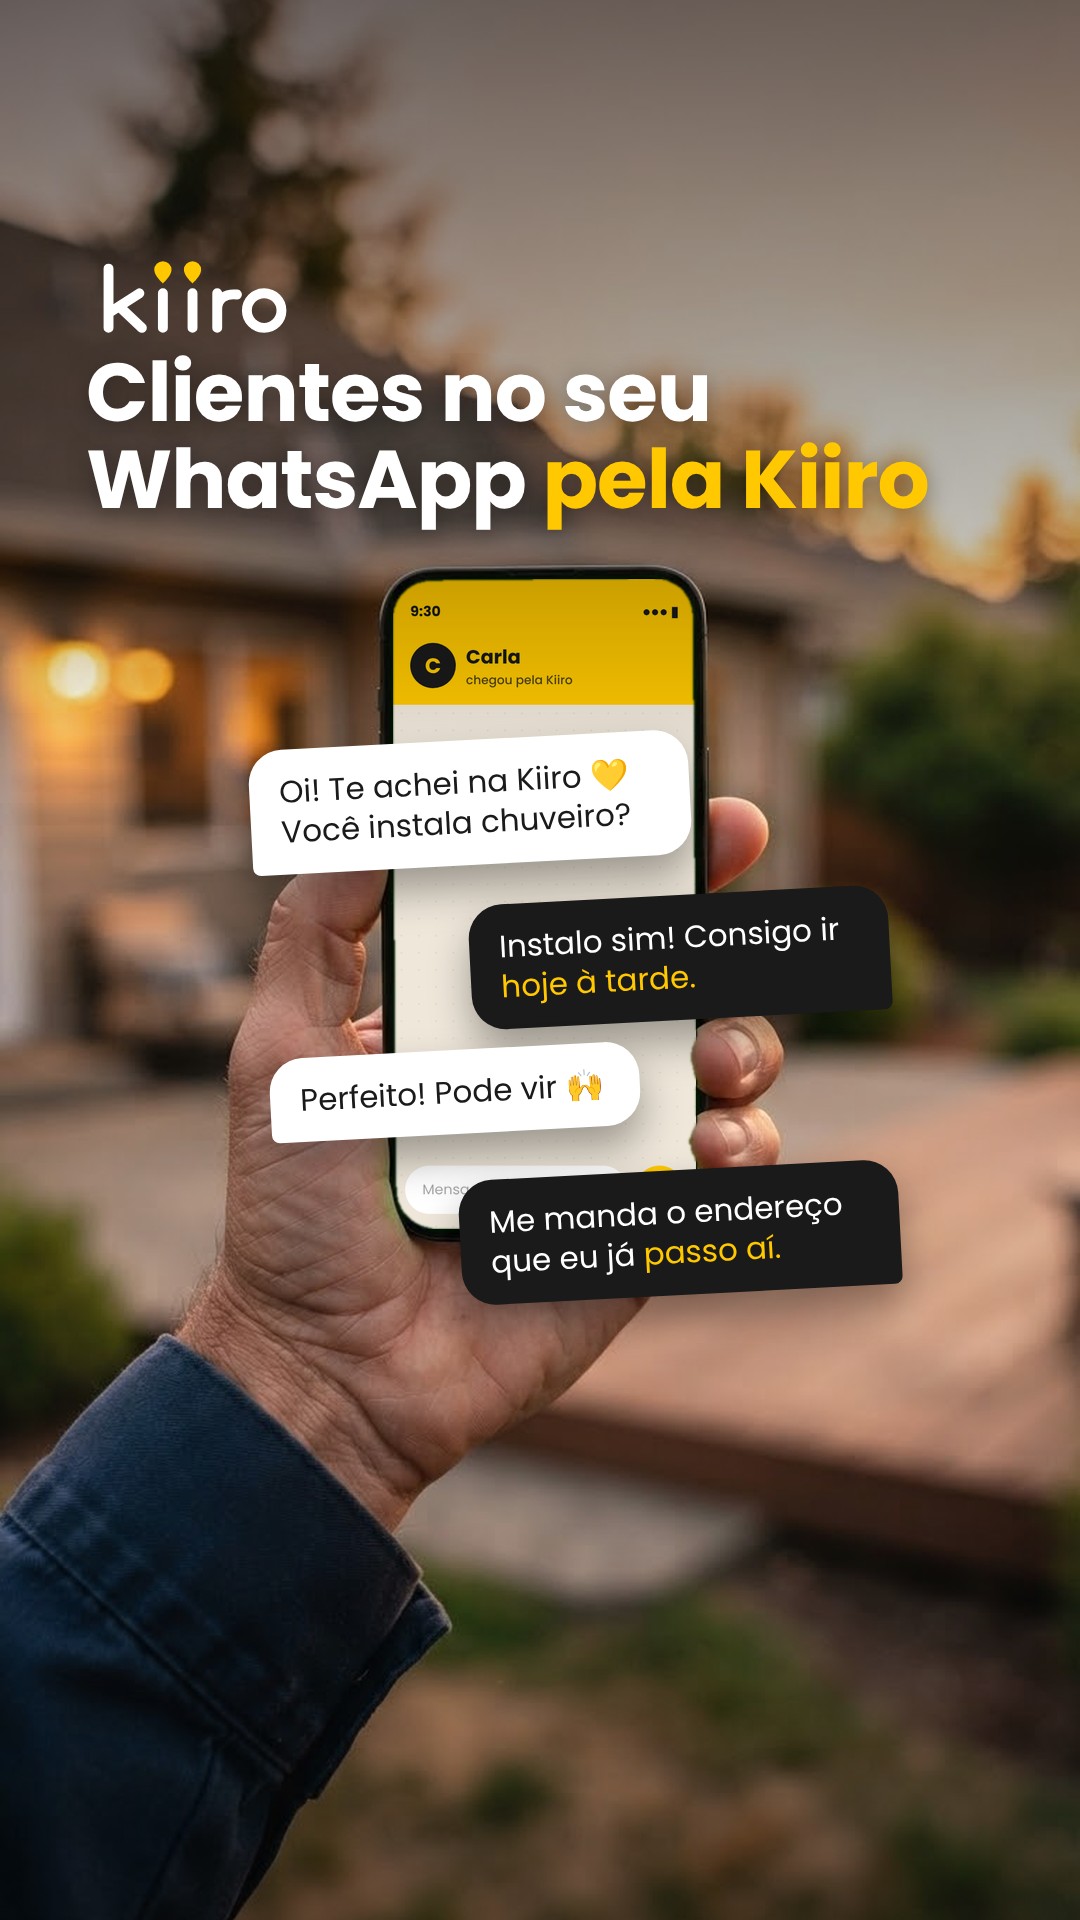 kiiro
Clientes no seu
WhatsApp pela Kiiro
9:30
C
Carla
chegou pela Kiiro
Oi! Te achei na Kiiro 💛
Você instala chuveiro?
Instalo sim! Consigo ir
hoje à tarde.
Perfeito! Pode vir 🙌
Me manda o endereço
que eu já passo aí.